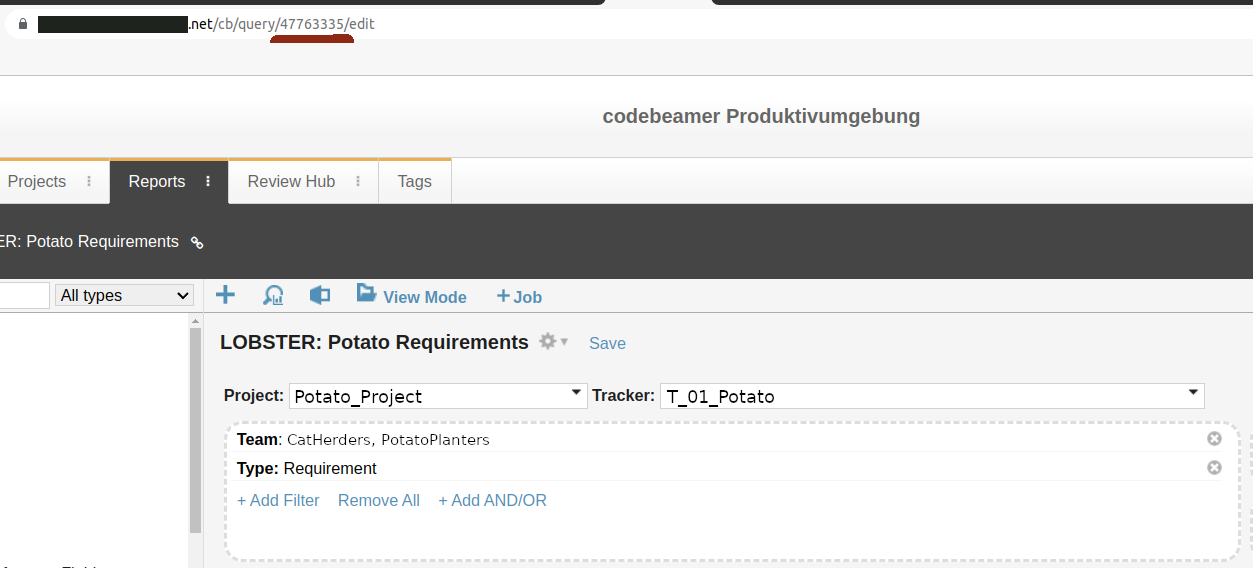 .net/cb/query/47763335/edit
codebeamer Produktivumgebung
Projects Reports Review Hub Tags
ER: Potato Requirements
All types View Mode + Job
LOBSTER: Potato Requirements Save
Project: Potato_Project Tracker: T_01_Potato
Team: CatHerders, PotatoPlanters
Type: Requirement
+ Add Filter Remove All + Add AND/OR